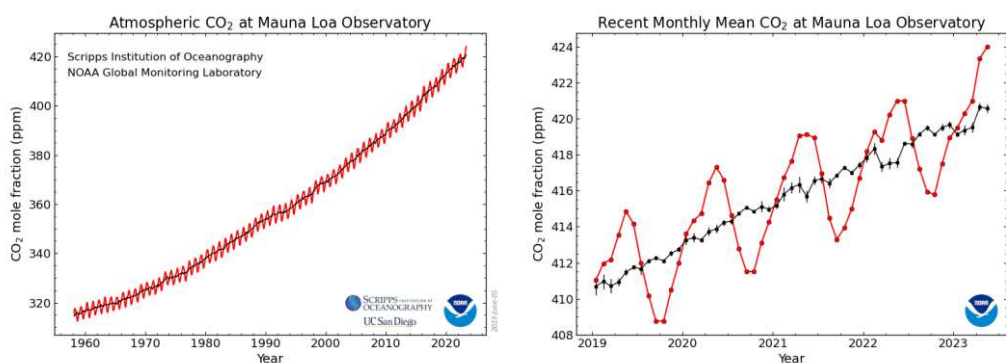 Atmospheric CO₂ at Mauna Loa Observatory
Scripps Institution of Oceanography
NOAA Global Monitoring Laboratory
CO₂ mole fraction (ppm)
420
400
380
360
340
320
1960 1970 1980 1990 2000 2010 2020
Year
SCRIPPS INSTITUTION OF
OCEANOGRAPHY
UC San Diego
NOAA
2023-June-05
Recent Monthly Mean CO₂ at Mauna Loa Observatory
CO₂ mole fraction (ppm)
424
422
420
418
416
414
412
410
408
2019 2020 2021 2022 2023
Year
NOAA